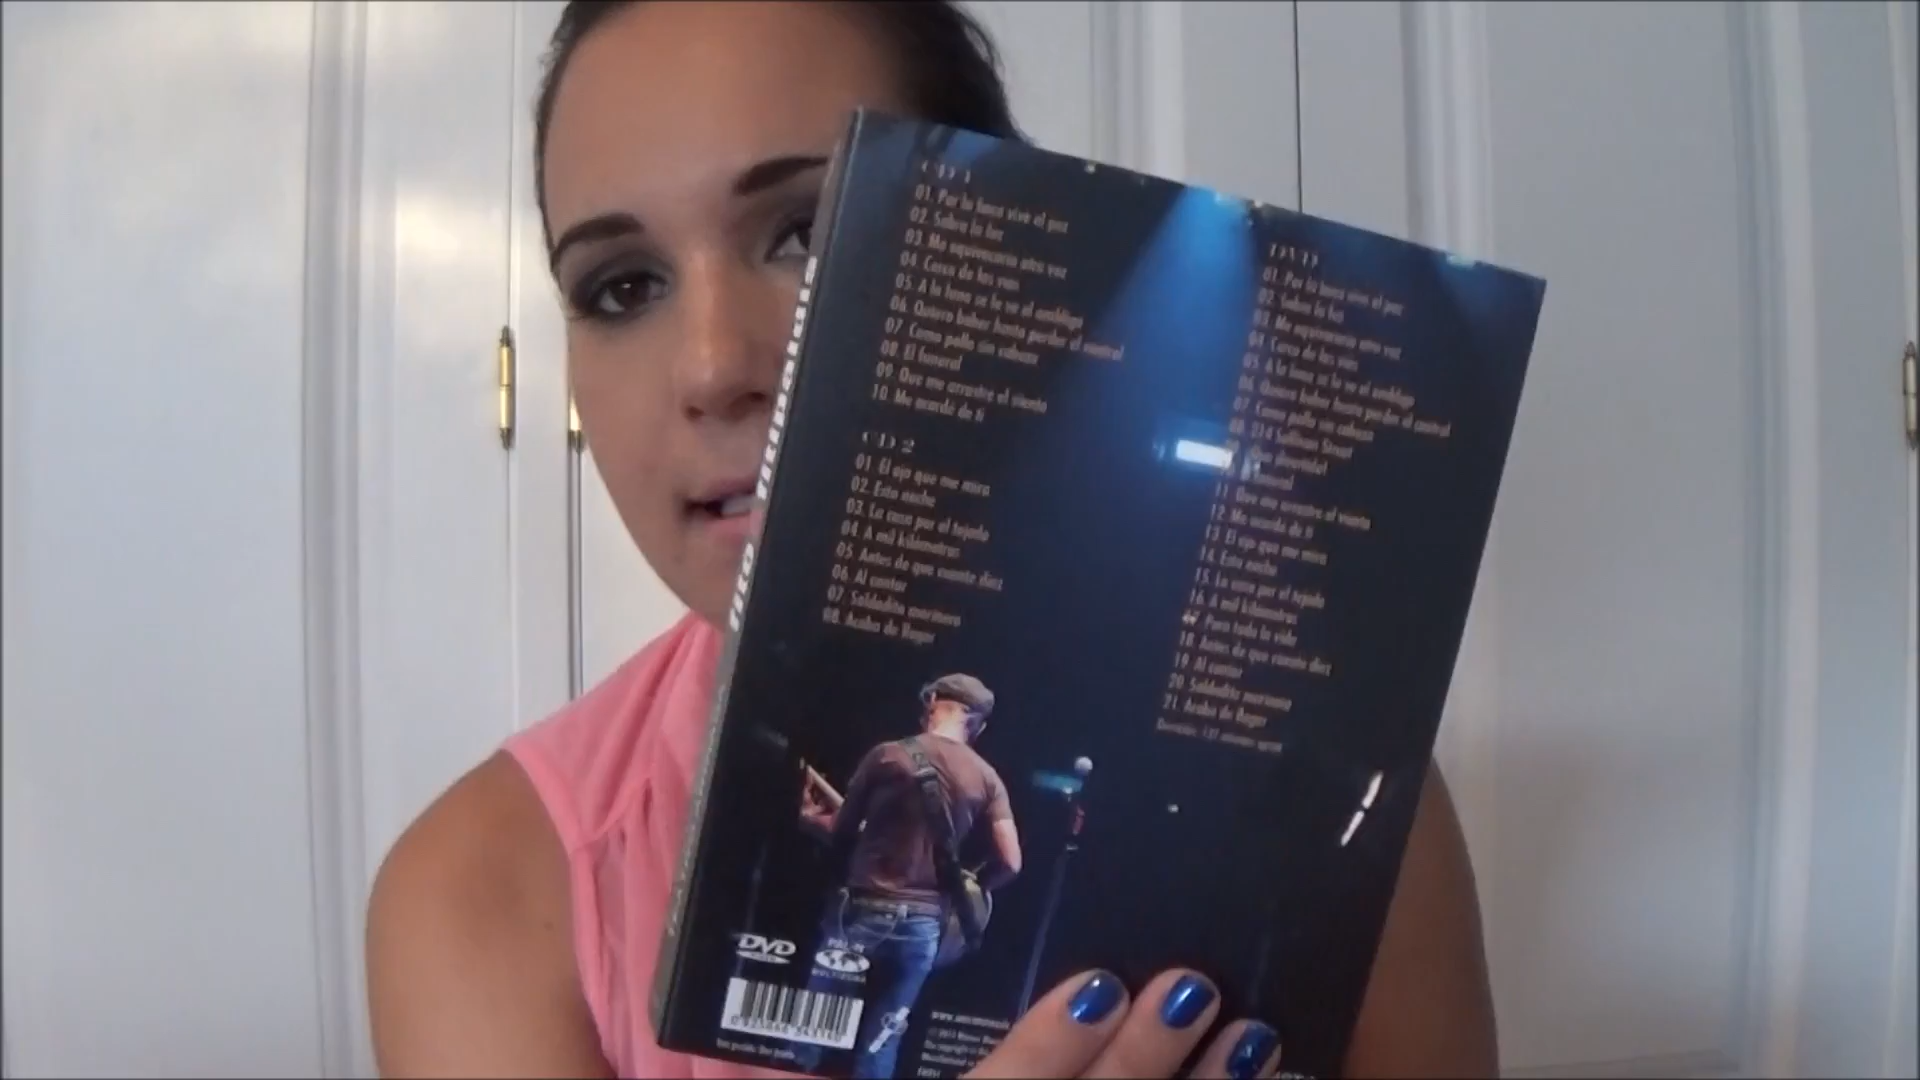 CD 1
01. Por la boca vive el pez
02. Sobre la luz
03. Me equivocaría otra vez
04. Cerca de las vías
05. A la luna se le ve el ombligo
06. Quiero beber hasta perder el control
07. Como pollo sin cabeza
08. El funeral
09. Que me arrastre el viento
10. Me acordé de ti
CD 2
01. El ojo que me mira
02. Esta noche
03. La casa por el tejado
04. A mil kilómetros
05. Antes de que cuente diez
06. Al cantar
07. Soldadito marinero
08. Acaba de llegar
DVD
01. Por la boca vive el pez
02. Sobre la luz
03. Me equivocaría otra vez
04. Cerca de las vías
05. A la luna se le ve el ombligo
06. Quiero beber hasta perder el control
07. Como pollo sin cabeza
08. 214 Sullivan Street
Que divertido!
funeral
11. Que me arrastre el viento
12. Me acordé de ti
13. El ojo que me mira
14. Esta noche
15. La casa por el tejado
16. A mil kilómetros
17. Para toda la vida
18. Antes de que cuente diez
19. Al cantar
20. Soldadito marinero
21. Acaba de llegar
DVD
VIDEO
MULTIZONA